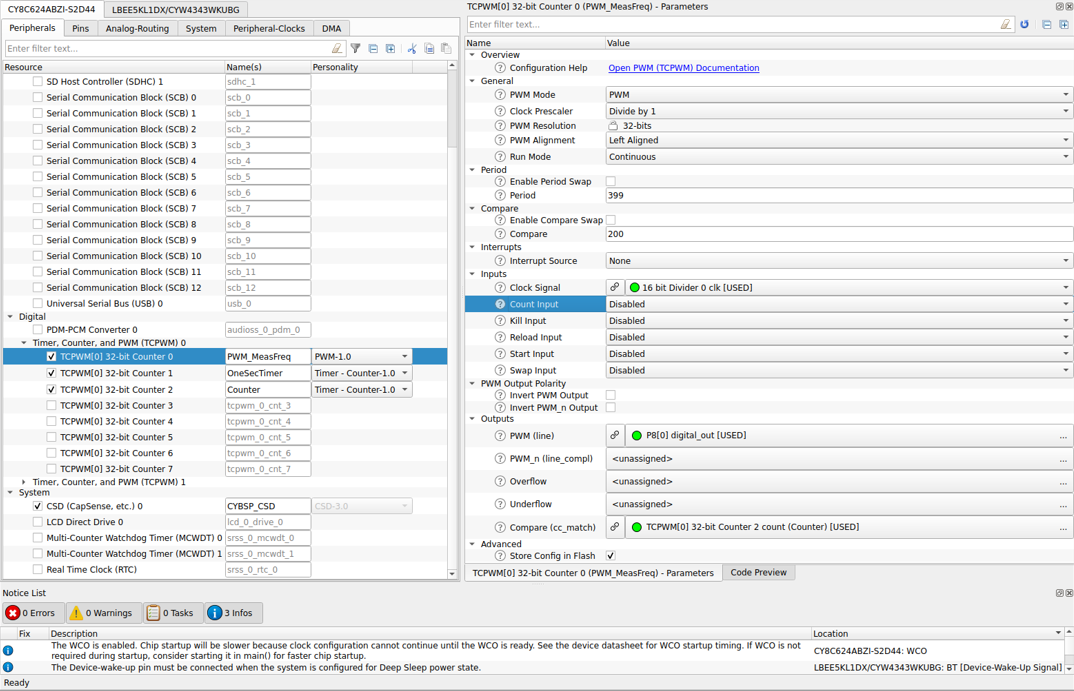 CY8C624ABZI-S2D44 LBEE5KL1DX/CYW4343WKUBG
Peripherals Pins Analog-Routing System Peripheral-Clocks DMA
Enter filter text...
Resource Name(s) Personality
SD Host Controller (SDHC) 1 sdhc_1
Serial Communication Block (SCB) 0 scb_0
Serial Communication Block (SCB) 1 scb_1
Serial Communication Block (SCB) 2 scb_2
Serial Communication Block (SCB) 3 scb_3
Serial Communication Block (SCB) 4 scb_4
Serial Communication Block (SCB) 5 scb_5
Serial Communication Block (SCB) 6 scb_6
Serial Communication Block (SCB) 7 scb_7
Serial Communication Block (SCB) 8 scb_8
Serial Communication Block (SCB) 9 scb_9
Serial Communication Block (SCB) 10 scb_10
Serial Communication Block (SCB) 11 scb_11
Serial Communication Block (SCB) 12 scb_12
Universal Serial Bus (USB) 0 usb_0
Digital
PDM-PCM Converter 0 audioss_0_pdm_0
Timer, Counter, and PWM (TCPWM) 0
TCPWM[0] 32-bit Counter 0 PWM_MeasFreq PWM-1.0
TCPWM[0] 32-bit Counter 1 OneSecTimer Timer - Counter-1.0
TCPWM[0] 32-bit Counter 2 Counter Timer - Counter-1.0
TCPWM[0] 32-bit Counter 3 tcpwm_0_cnt_3
TCPWM[0] 32-bit Counter 4 tcpwm_0_cnt_4
TCPWM[0] 32-bit Counter 5 tcpwm_0_cnt_5
TCPWM[0] 32-bit Counter 6 tcpwm_0_cnt_6
TCPWM[0] 32-bit Counter 7 tcpwm_0_cnt_7
Timer, Counter, and PWM (TCPWM) 1
System
CSD (CapSense, etc.) 0 CYBSP_CSD CSD-3.0
LCD Direct Drive 0 lcd_0_drive_0
Multi-Counter Watchdog Timer (MCWDT) 0 srss_0_mcwdt_0
Multi-Counter Watchdog Timer (MCWDT) 1 srss_0_mcwdt_1
Real Time Clock (RTC) srss_0_rtc_0
TCPWM[0] 32-bit Counter 0 (PWM_MeasFreq) - Parameters
Enter filter text...
Name Value
Overview
Configuration Help Open PWM (TCPWM) Documentation
General
PWM Mode PWM
Clock Prescaler Divide by 1
PWM Resolution 32-bits
PWM Alignment Left Aligned
Run Mode Continuous
Period
Enable Period Swap
Period 399
Compare
Enable Compare Swap
Compare 200
Interrupts
Interrupt Source None
Inputs
Clock Signal 16 bit Divider 0 clk [USED]
Count Input Disabled
Kill Input Disabled
Reload Input Disabled
Start Input Disabled
Swap Input Disabled
PWM Output Polarity
Invert PWM Output
Invert PWM_n Output
Outputs
PWM (line) P8[0] digital_out [USED] ...
PWM_n (line_compl) <unassigned> ...
Overflow <unassigned> ...
Underflow <unassigned> ...
Compare (cc_match) TCPWM[0] 32-bit Counter 2 count (Counter) [USED] ...
Advanced
Store Config in Flash
TCPWM[0] 32-bit Counter 0 (PWM_MeasFreq) - Parameters Code Preview
Notice List
0 Errors 0 Warnings 0 Tasks 3 Infos
Fix Description Location
The WCO is enabled. Chip startup will be slower because clock configuration cannot continue until the WCO is ready. See the device datasheet for WCO startup timing. If WCO is not
required during startup, consider starting it in main() for faster chip startup. CY8C624ABZI-S2D44: WCO
The Device-wake-up pin must be connected when the system is configured for Deep Sleep power state. LBEE5KL1DX/CYW4343WKUBG: BT [Device-Wake-Up Signal]
Ready